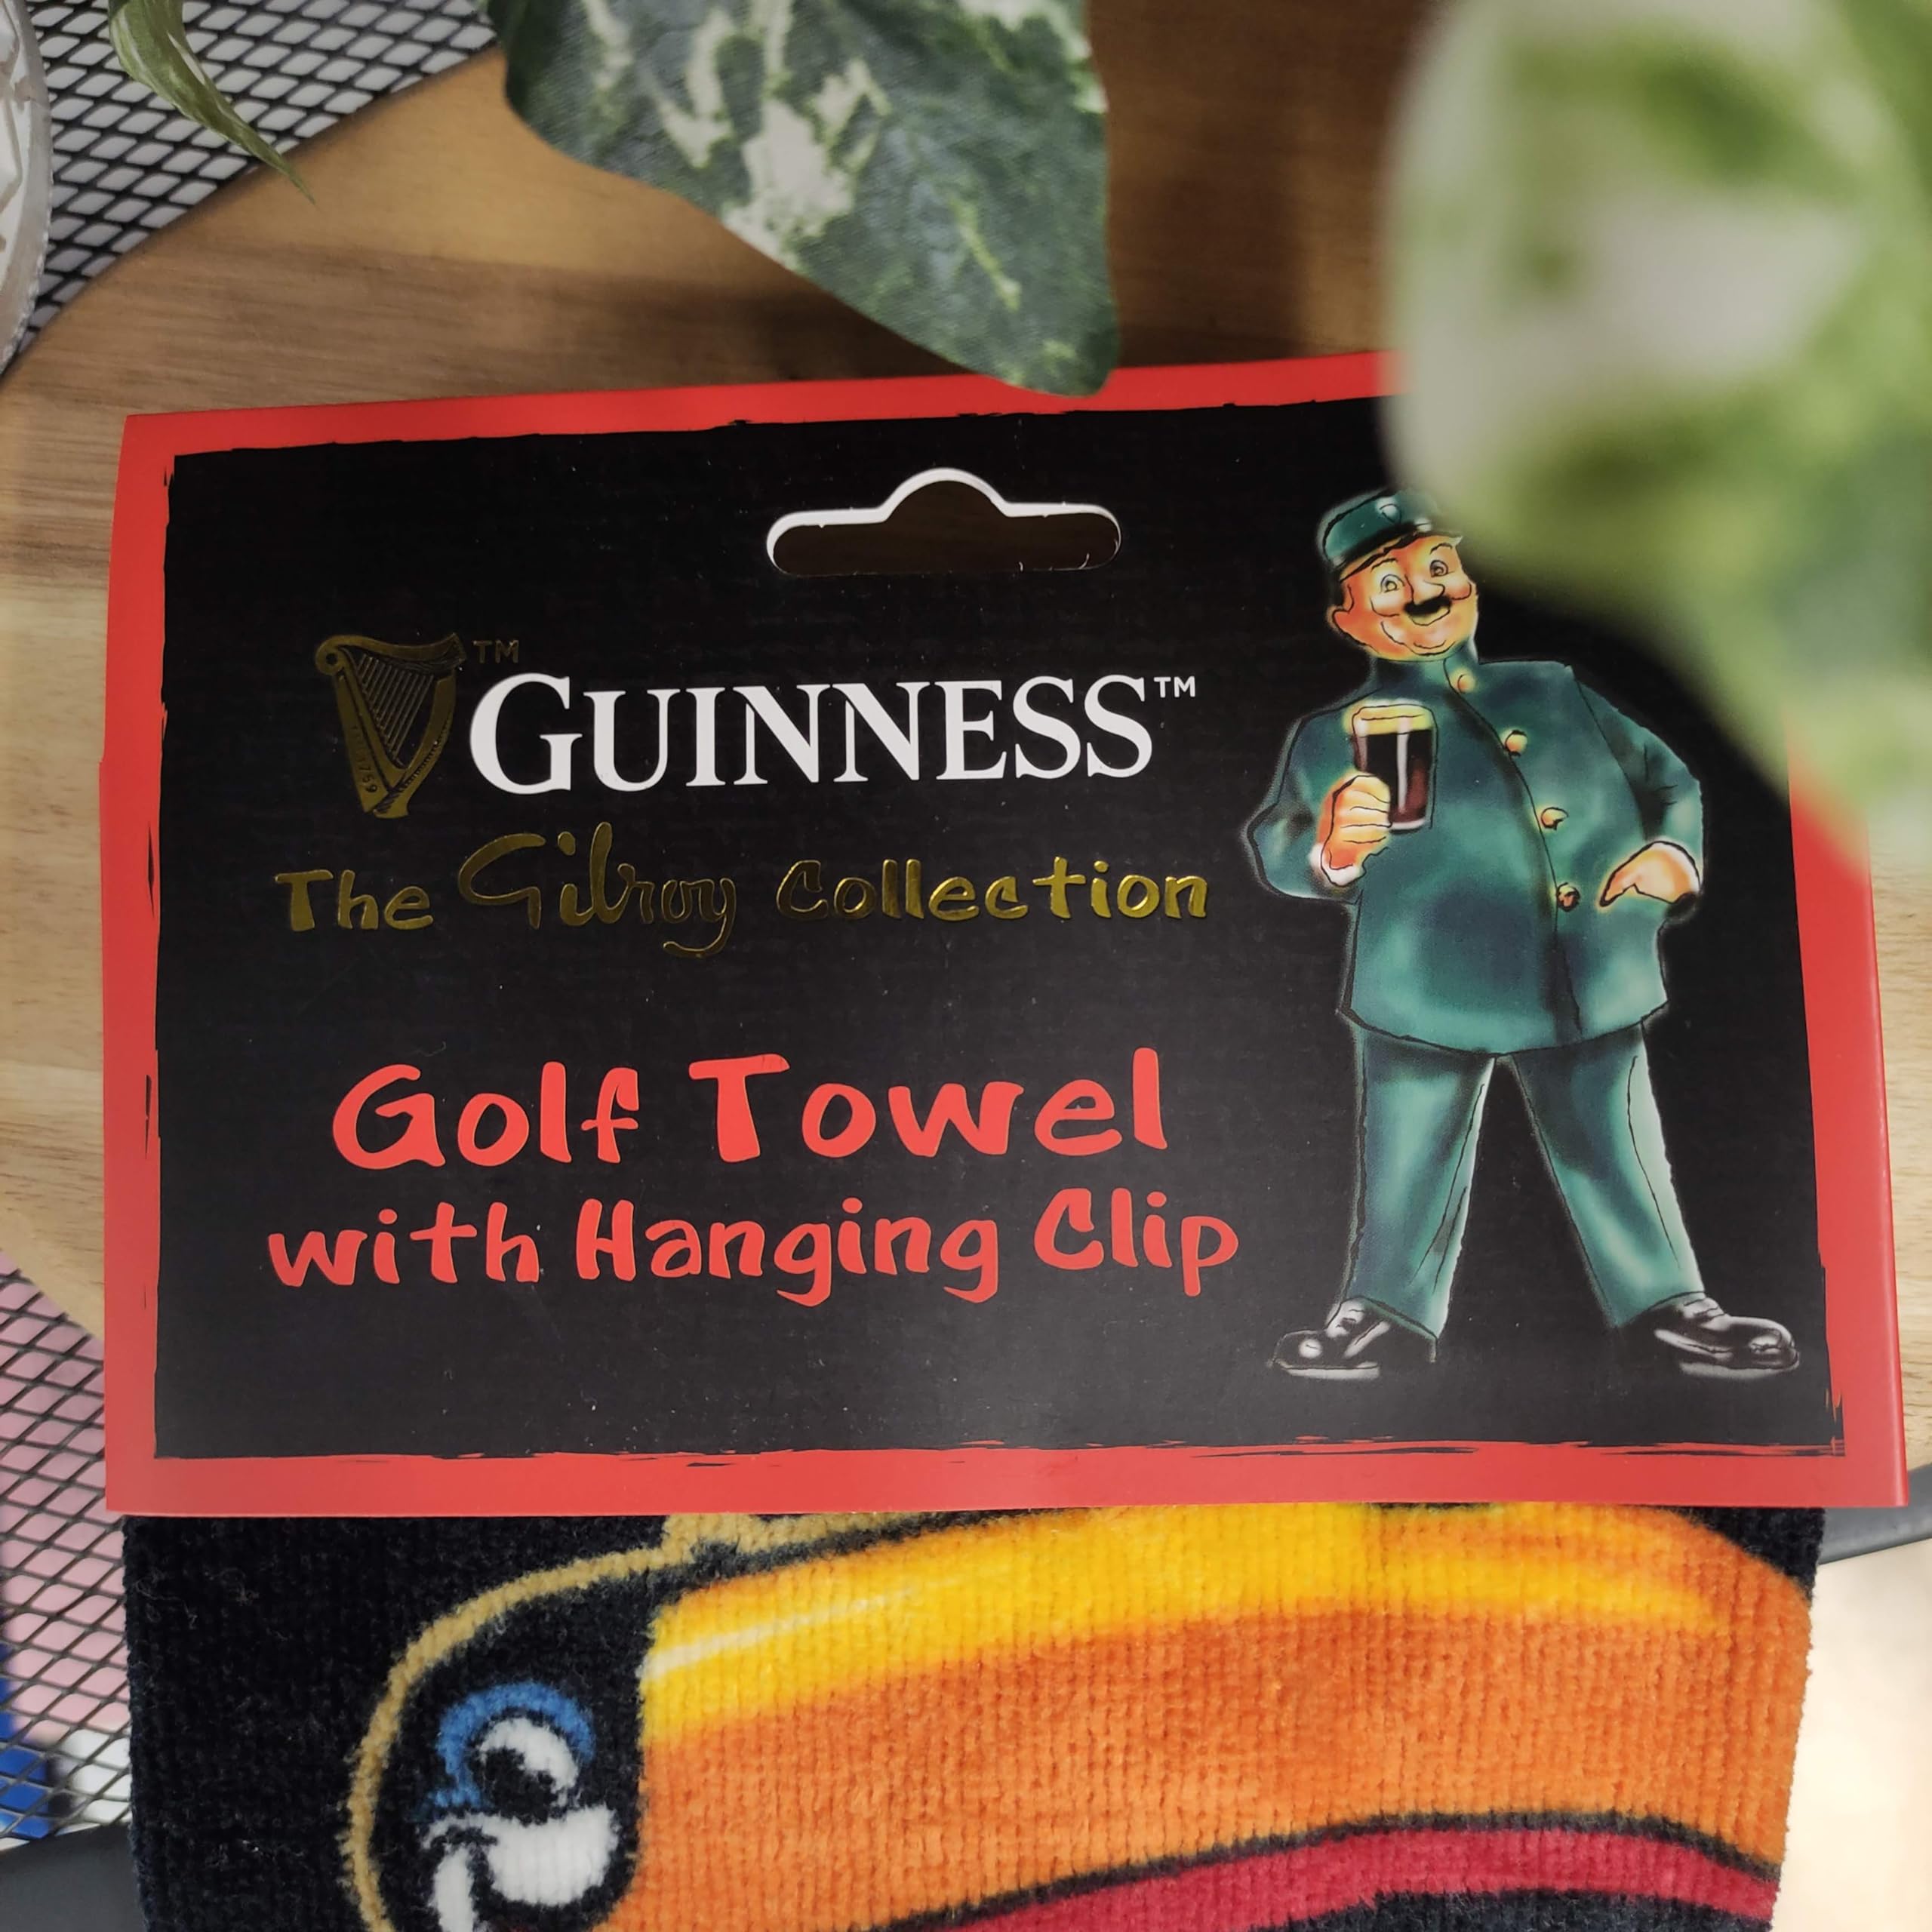 GUINNESS™
The Gilroy Collection
Golf Towel
with Hanging Clip